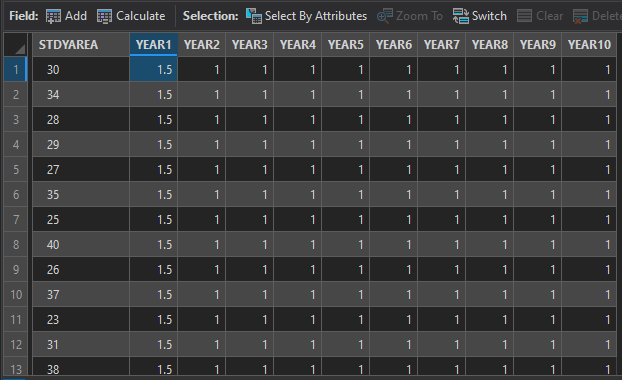 Field: Add Calculate Selection: Select By Attributes Zoom To Switch Clear Delete
STDYAREA YEAR1 YEAR2 YEAR3 YEAR4 YEAR5 YEAR6 YEAR7 YEAR8 YEAR9 YEAR10
1 30 1.5 1 1 1 1 1 1 1 1 1
2 34 1.5 1 1 1 1 1 1 1 1 1
3 28 1.5 1 1 1 1 1 1 1 1 1
4 29 1.5 1 1 1 1 1 1 1 1 1
5 27 1.5 1 1 1 1 1 1 1 1 1
6 35 1.5 1 1 1 1 1 1 1 1 1
7 25 1.5 1 1 1 1 1 1 1 1 1
8 40 1.5 1 1 1 1 1 1 1 1 1
9 26 1.5 1 1 1 1 1 1 1 1 1
10 37 1.5 1 1 1 1 1 1 1 1 1
11 23 1.5 1 1 1 1 1 1 1 1 1
12 31 1.5 1 1 1 1 1 1 1 1 1
13 38 1.5 1 1 1 1 1 1 1 1 1